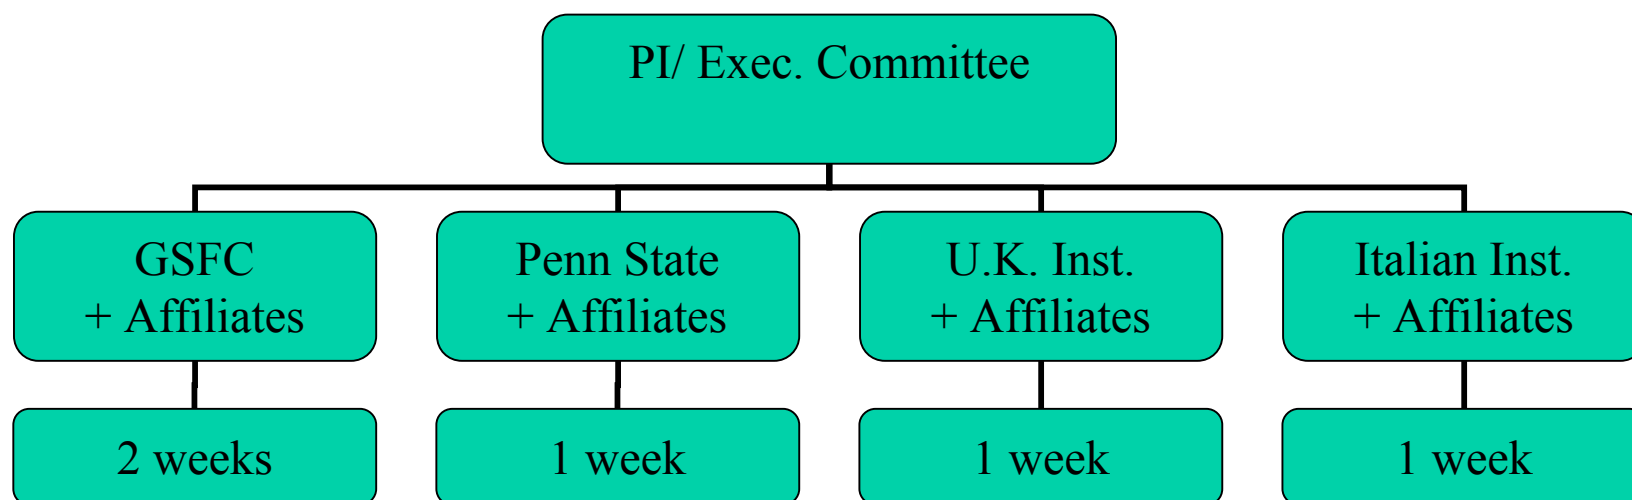 PI/ Exec. Committee
GSFC
+ Affiliates
Penn State
+ Affiliates
U.K. Inst.
+ Affiliates
Italian Inst.
+ Affiliates
2 weeks
1 week
1 week
1 week